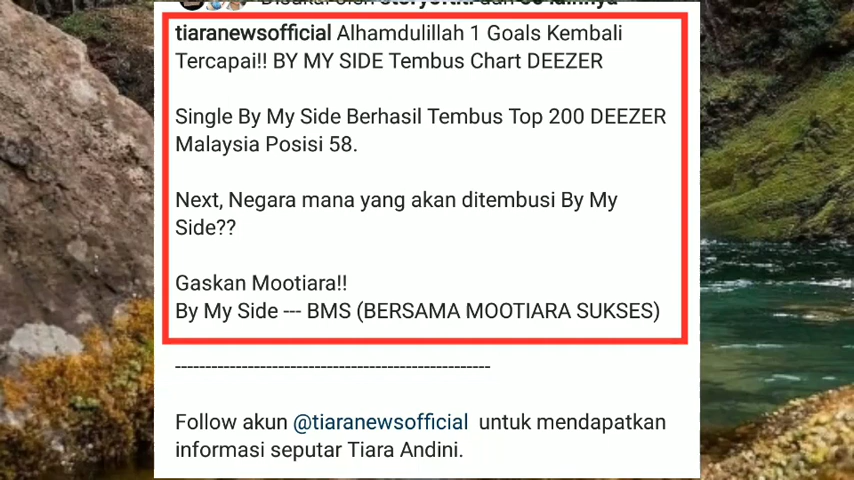 tiaranewsofficial Alhamdulillah 1 Goals Kembali
Tercapai!! BY MY SIDE Tembus Chart DEEZER
Single By My Side Berhasil Tembus Top 200 DEEZER
Malaysia Posisi 58.
Next, Negara mana yang akan ditembusi By My
Side??
Gaskan Mootiara!!
By My Side --- BMS (BERSAMA MOOTIARA SUKSES)
----------------------------------------------------
Follow akun @tiaranewsofficial untuk mendapatkan
informasi seputar Tiara Andini.